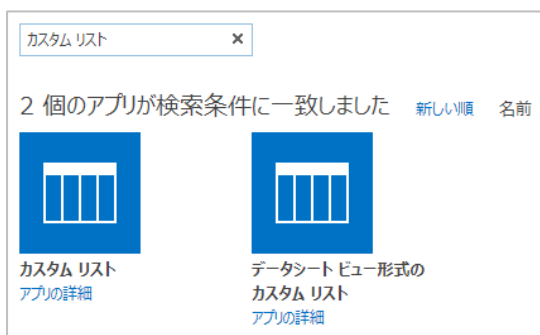 カスタム リスト ×
2 個のアプリが検索条件に一致しました 新しい順 名前
カスタム リスト
アプリの詳細
データシート ビュー形式の
カスタム リスト
アプリの詳細